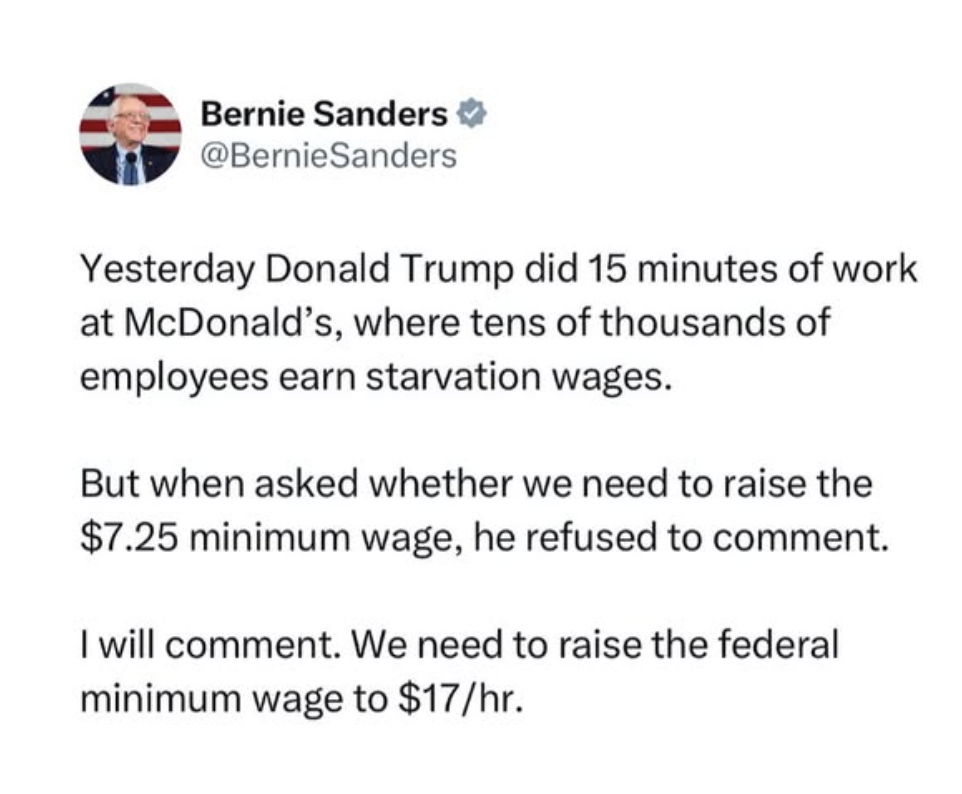 Bernie Sanders
@BernieSanders
Yesterday Donald Trump did 15 minutes of work
at McDonald’s, where tens of thousands of
employees earn starvation wages.
But when asked whether we need to raise the
$7.25 minimum wage, he refused to comment.
I will comment. We need to raise the federal
minimum wage to $17/hr.